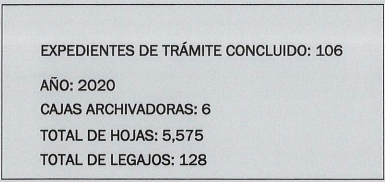 EXPEDIENTES DE TRÁMITE CONCLUIDO: 106
AÑO: 2020
CAJAS ARCHIVADORAS: 6
TOTAL DE HOJAS: 5,575
TOTAL DE LEGAJOS: 128